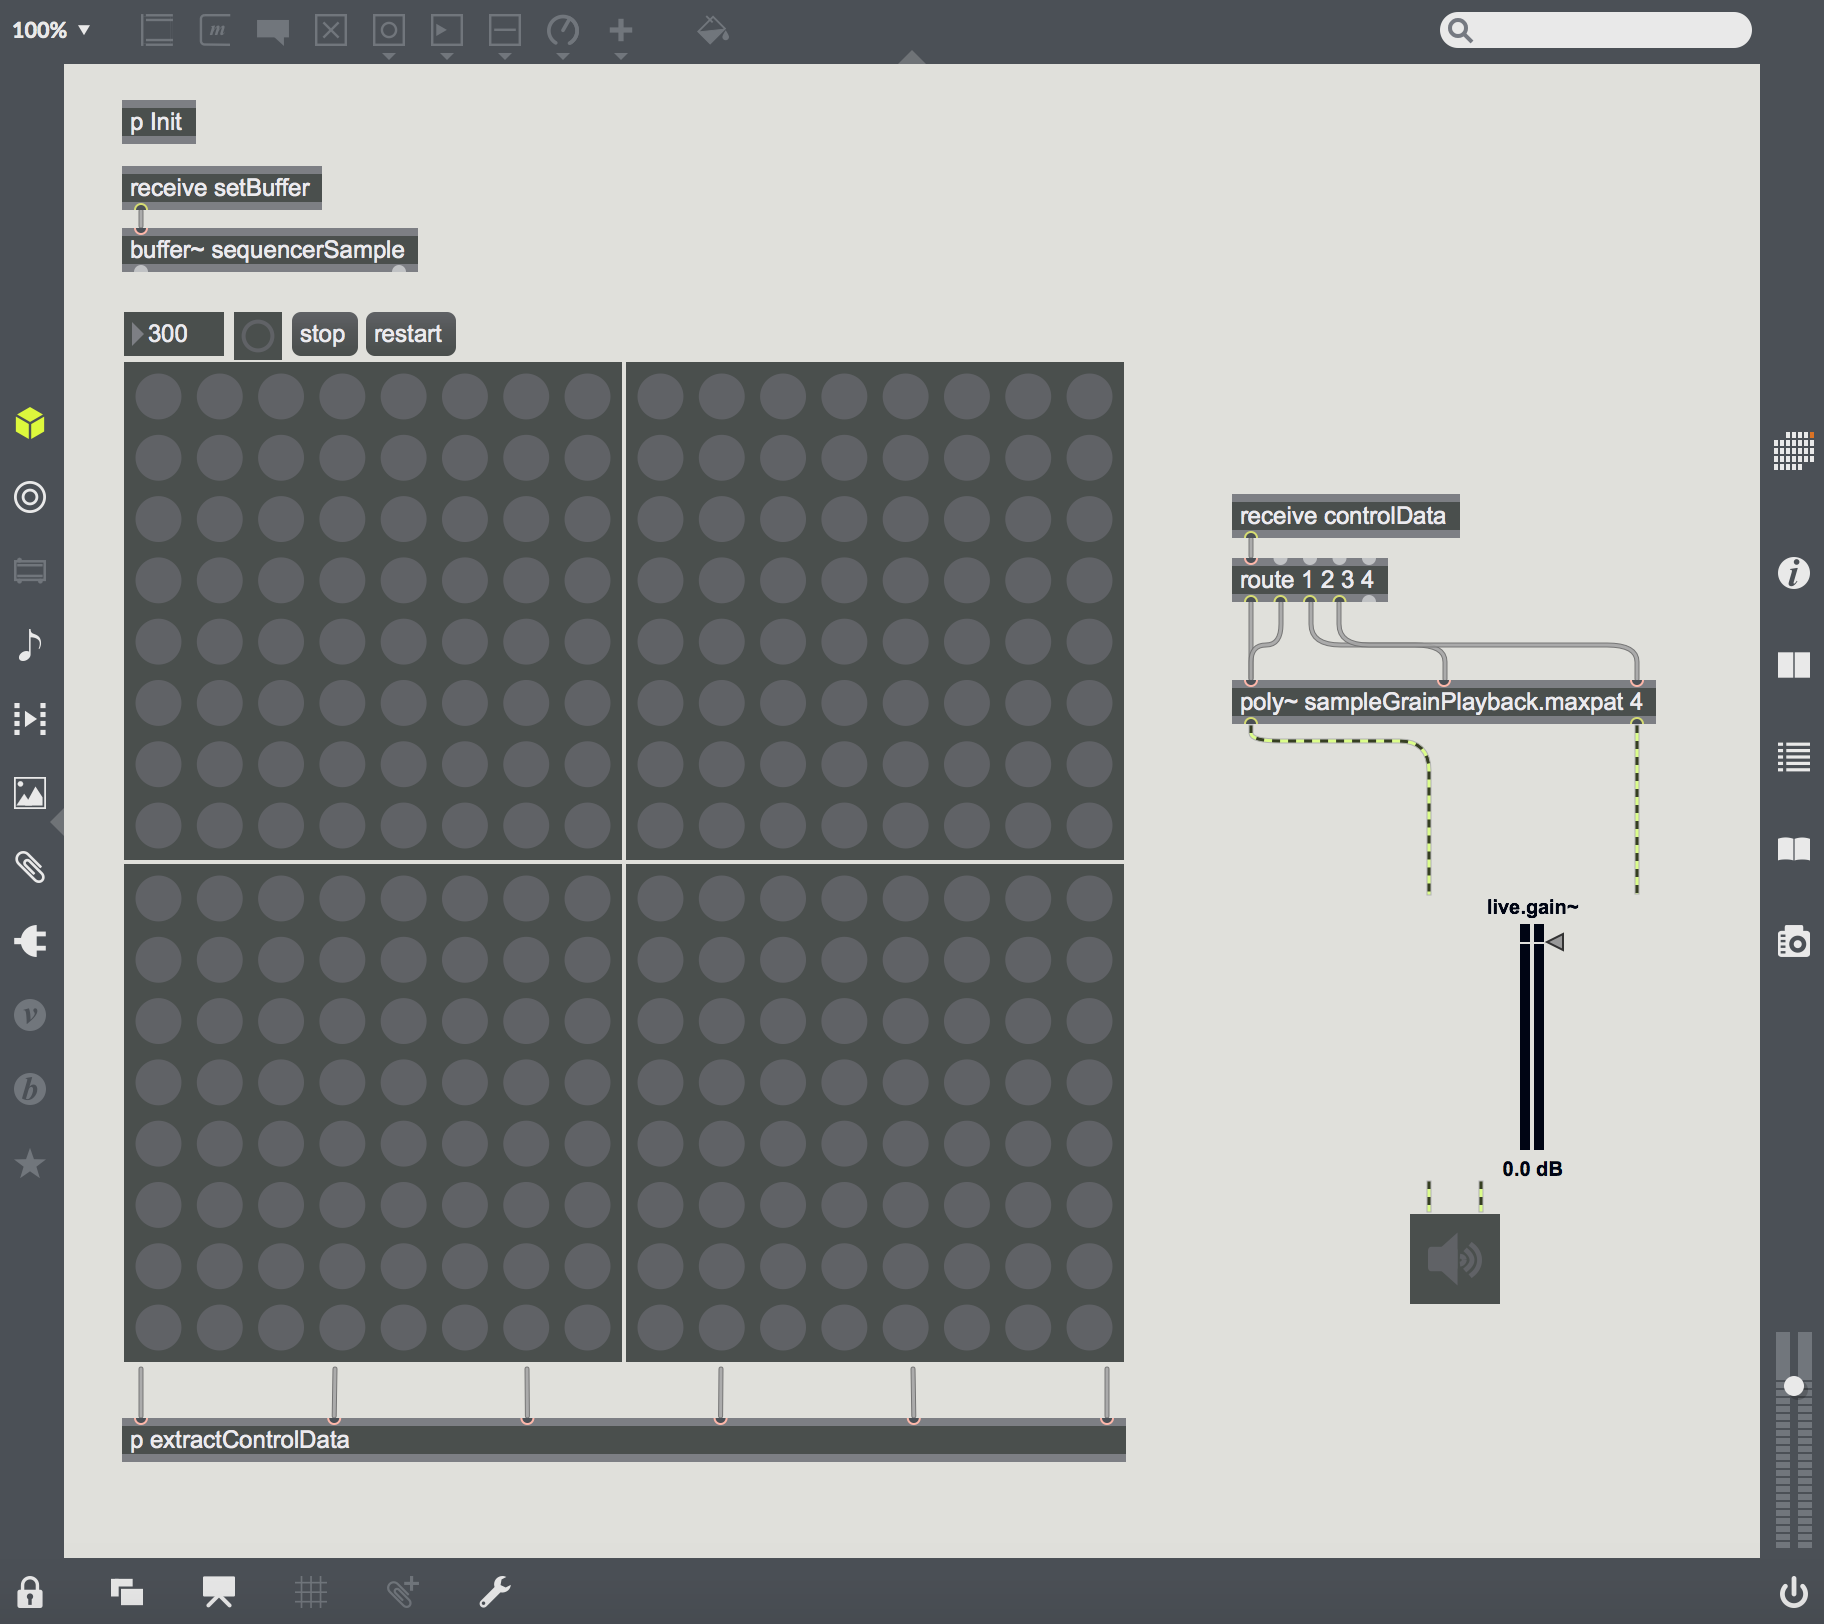 100%
m
p Init
receive setBuffer
buffer~ sequencerSample
300
stop
restart
receive controlData
route 1 2 3 4
poly~ sampleGrainPlayback.maxpat 4
live.gain~
0.0 dB
p extractControlData
v
b
i